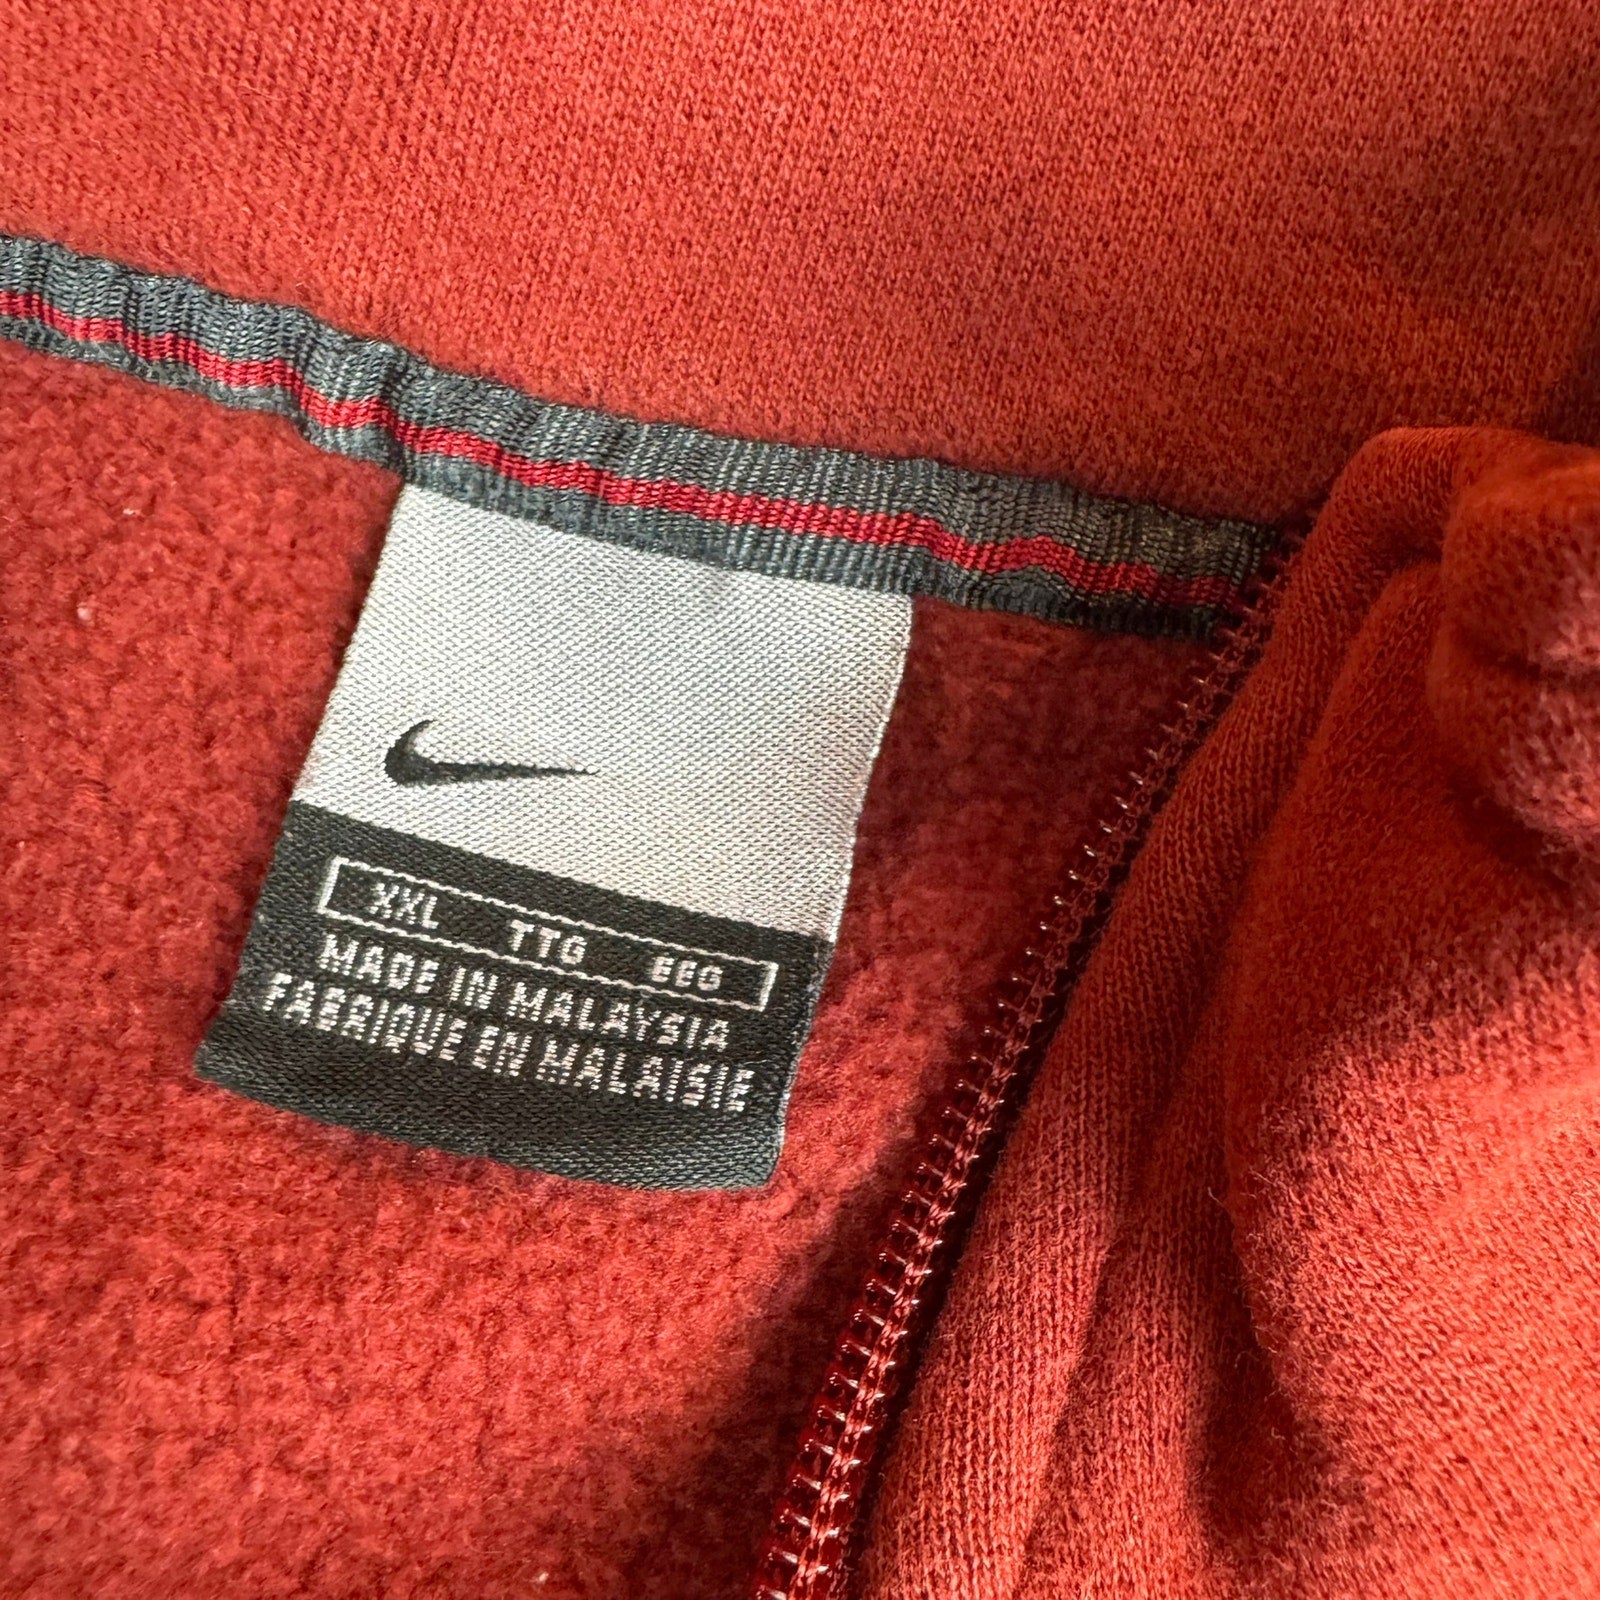 XXL TTG EEG
MADE IN MALAYSIA
FABRIQUE EN MALAISIE